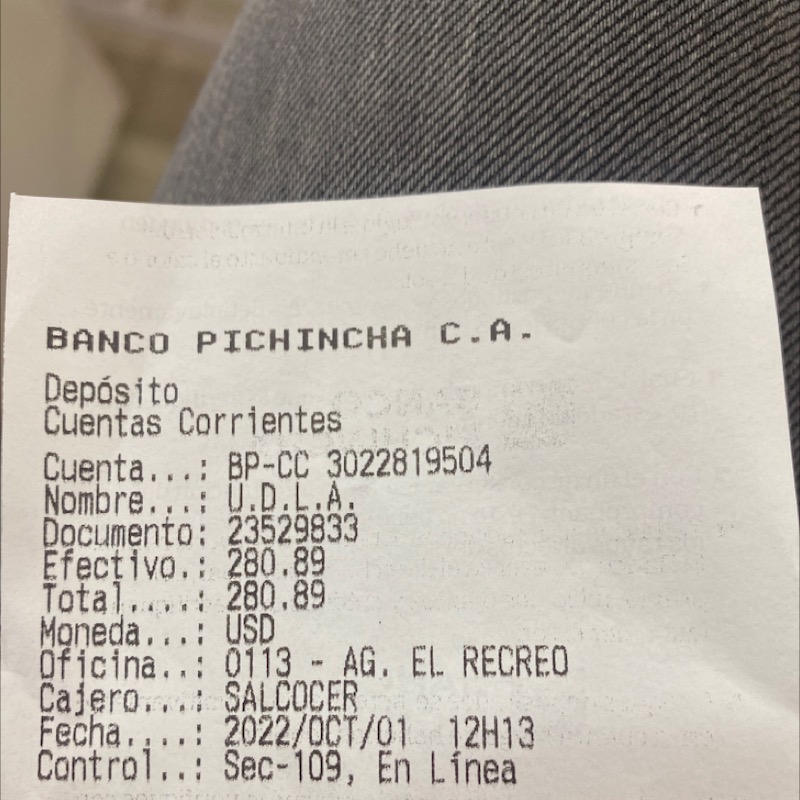 BANCO PICHINCHA C.A.
Depósito
Cuentas Corrientes
Cuenta...: BP-CC 3022819504
Nombre...: U.D.L.A.
Documento: 23529833
Efectivo.: 280.89
Total....: 280.89
Moneda...: USD
Oficina..: 0113 - AG. EL RECREO
Cajero...: SALCOCER
Fecha....: 2022/OCT/01 12H13
Control..: Sec-109, En Línea